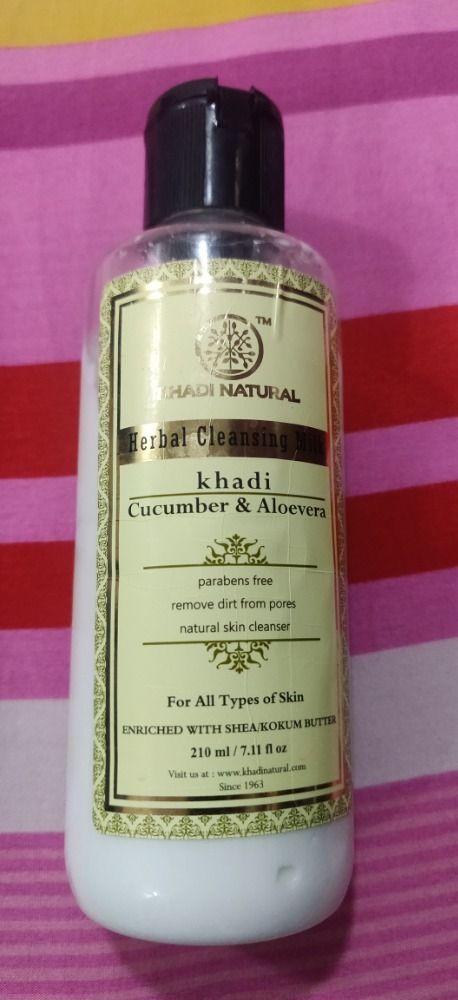 TM
KHADI NATURAL
Herbal Cleansing Milk
khadi
Cucumber & Aloevera
parabens free
remove dirt from pores
natural skin cleanser
For All Types of Skin
ENRICHED WITH SHEA/KOKUM BUTTER
210 ml / 7.11 fl oz
Visit us at : www.khadinatural.com
Since 1963